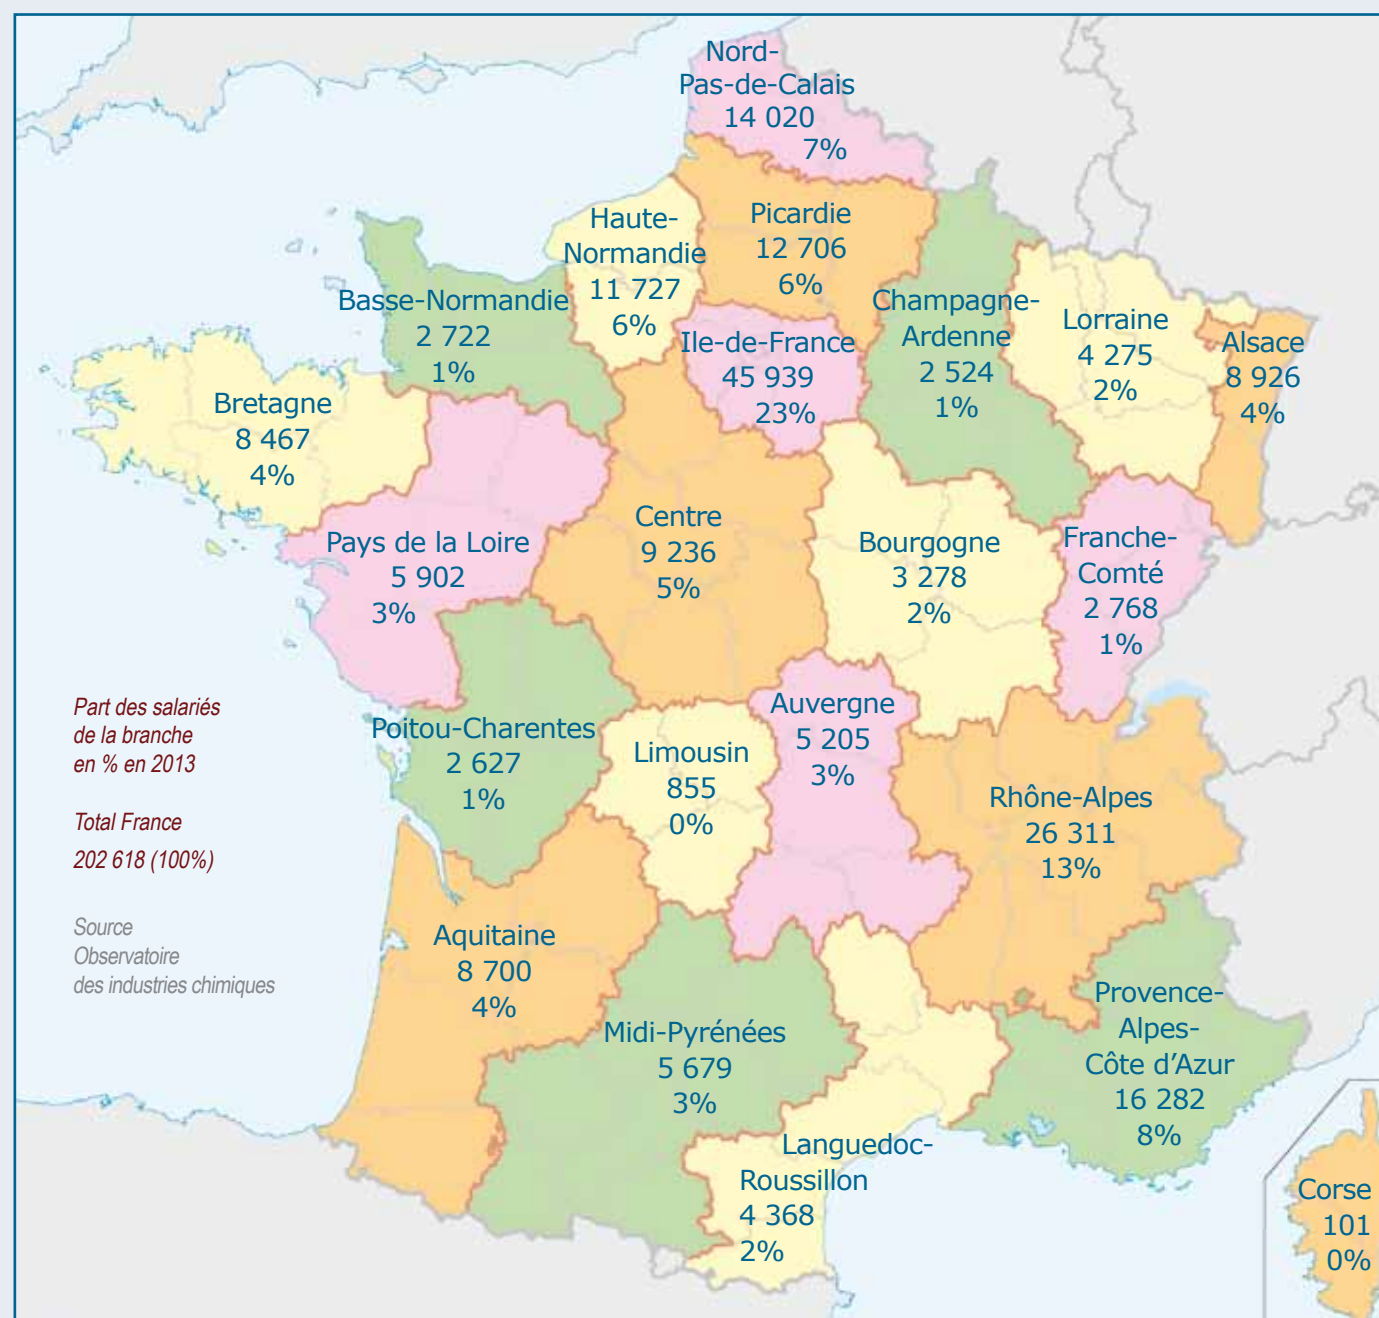 Nord-
Pas-de-Calais
14 020
7%
Picardie
12 706
6%
Haute-
Normandie
11 727
6%
Basse-Normandie
2 722
1%
Ile-de-France
45 939
23%
Champagne-
Ardenne
2 524
1%
Lorraine
4 275
2%
Alsace
8 926
4%
Bretagne
8 467
4%
Pays de la Loire
5 902
3%
Centre
9 236
5%
Bourgogne
3 278
2%
Franche-
Comté
2 768
1%
Part des salariés
de la branche
en % en 2013
Total France
202 618 (100%)
Source
Observatoire
des industries chimiques
Poitou-Charentes
2 627
1%
Limousin
855
0%
Auvergne
5 205
3%
Rhône-Alpes
26 311
13%
Aquitaine
8 700
4%
Midi-Pyrénées
5 679
3%
Languedoc-
Roussillon
4 368
2%
Provence-
Alpes-
Côte d’Azur
16 282
8%
Corse
101
0%